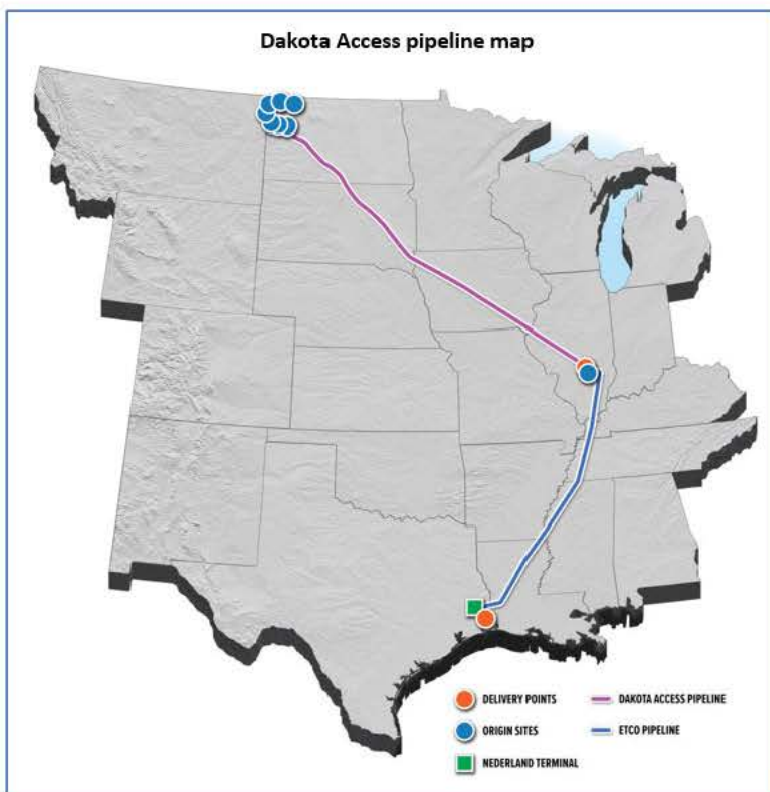 Dakota Access pipeline map
DELIVERY POINTS
DAKOTA ACCESS PIPELINE
ORIGIN SITES
ETCO PIPELINE
NEDERLAND TERMINAL